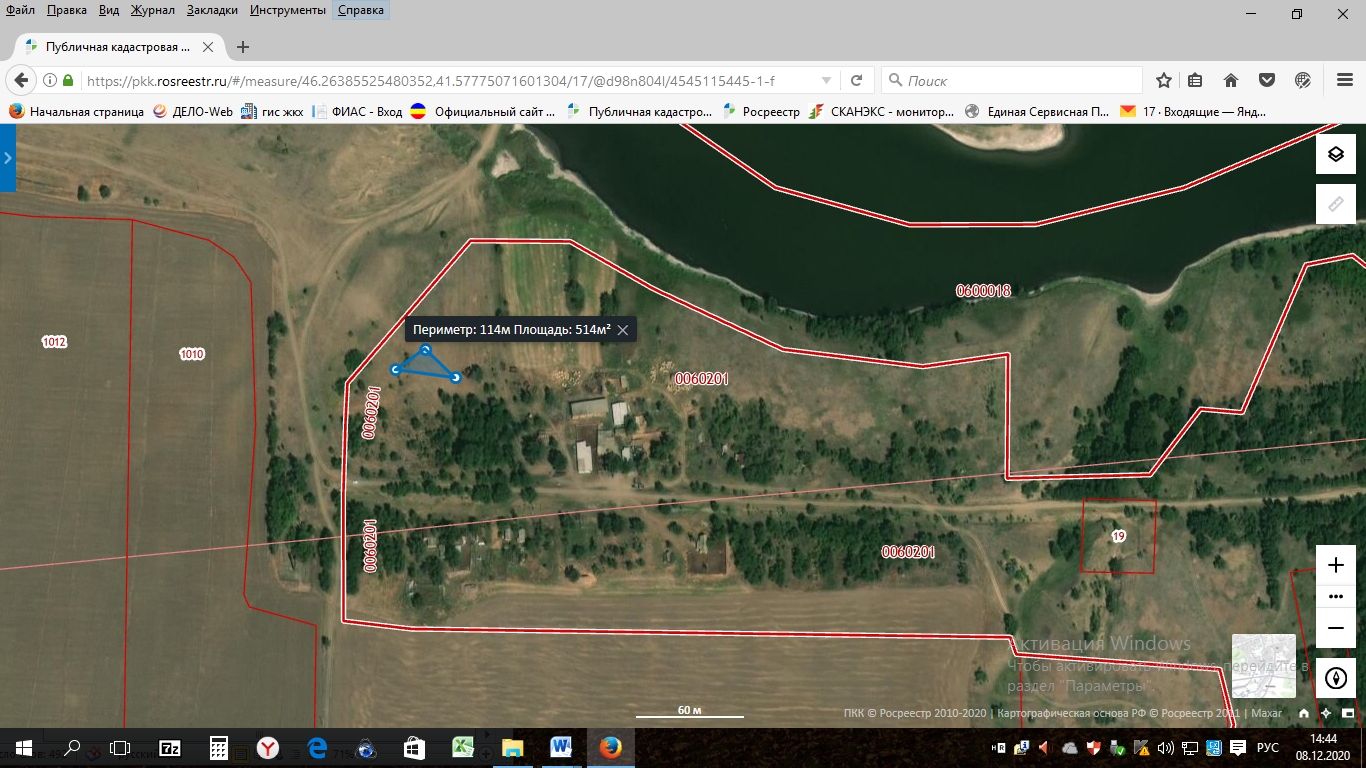 Файл Правка Вид Журнал Закладки Инструменты Справка
Публичная кадастровая ...
https://pkk.rosreestr.ru/#/measure/46.26385525480352,41.57775071601304/17/@d98n804l/4545115445-1-f
Поиск
Начальная страница ДЕЛО-Web гис жкх ФИАС - Вход Официальный сайт ... Публичная кадастро... Росреестр СКАНЭКС - монитор... Единая Сервисная П... 17 · Входящие — Янд...
0600018
Периметр: 114м Площадь: 514м²
1012
1010
0060201
0060201
0060201
0060201
19
Активация Windows
Чтобы активировать Windows, перейдите в
раздел "Параметры".
60 м
ПКК © Росреестр 2010-2020 | Картографическая основа РФ © Росреестр 2021 | Maxar
РУС
14:44
08.12.2020